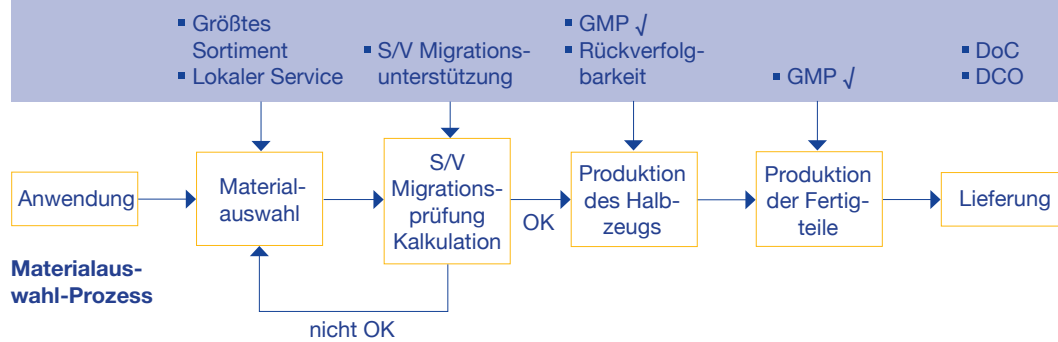 ▪ Größtes
Sortiment
▪ Lokaler Service
▪ S/V Migrations-
unterstützung
▪ GMP √
▪ Rückverfolg-
barkeit
▪ GMP √
▪ DoC
▪ DCO
Anwendung
Material-
auswahl
S/V
Migrations-
prüfung
Kalkulation
OK
Produktion
des Halb-
zeugs
Produktion
der Fertig-
teile
Lieferung
Materialaus-
wahl-Prozess
nicht OK